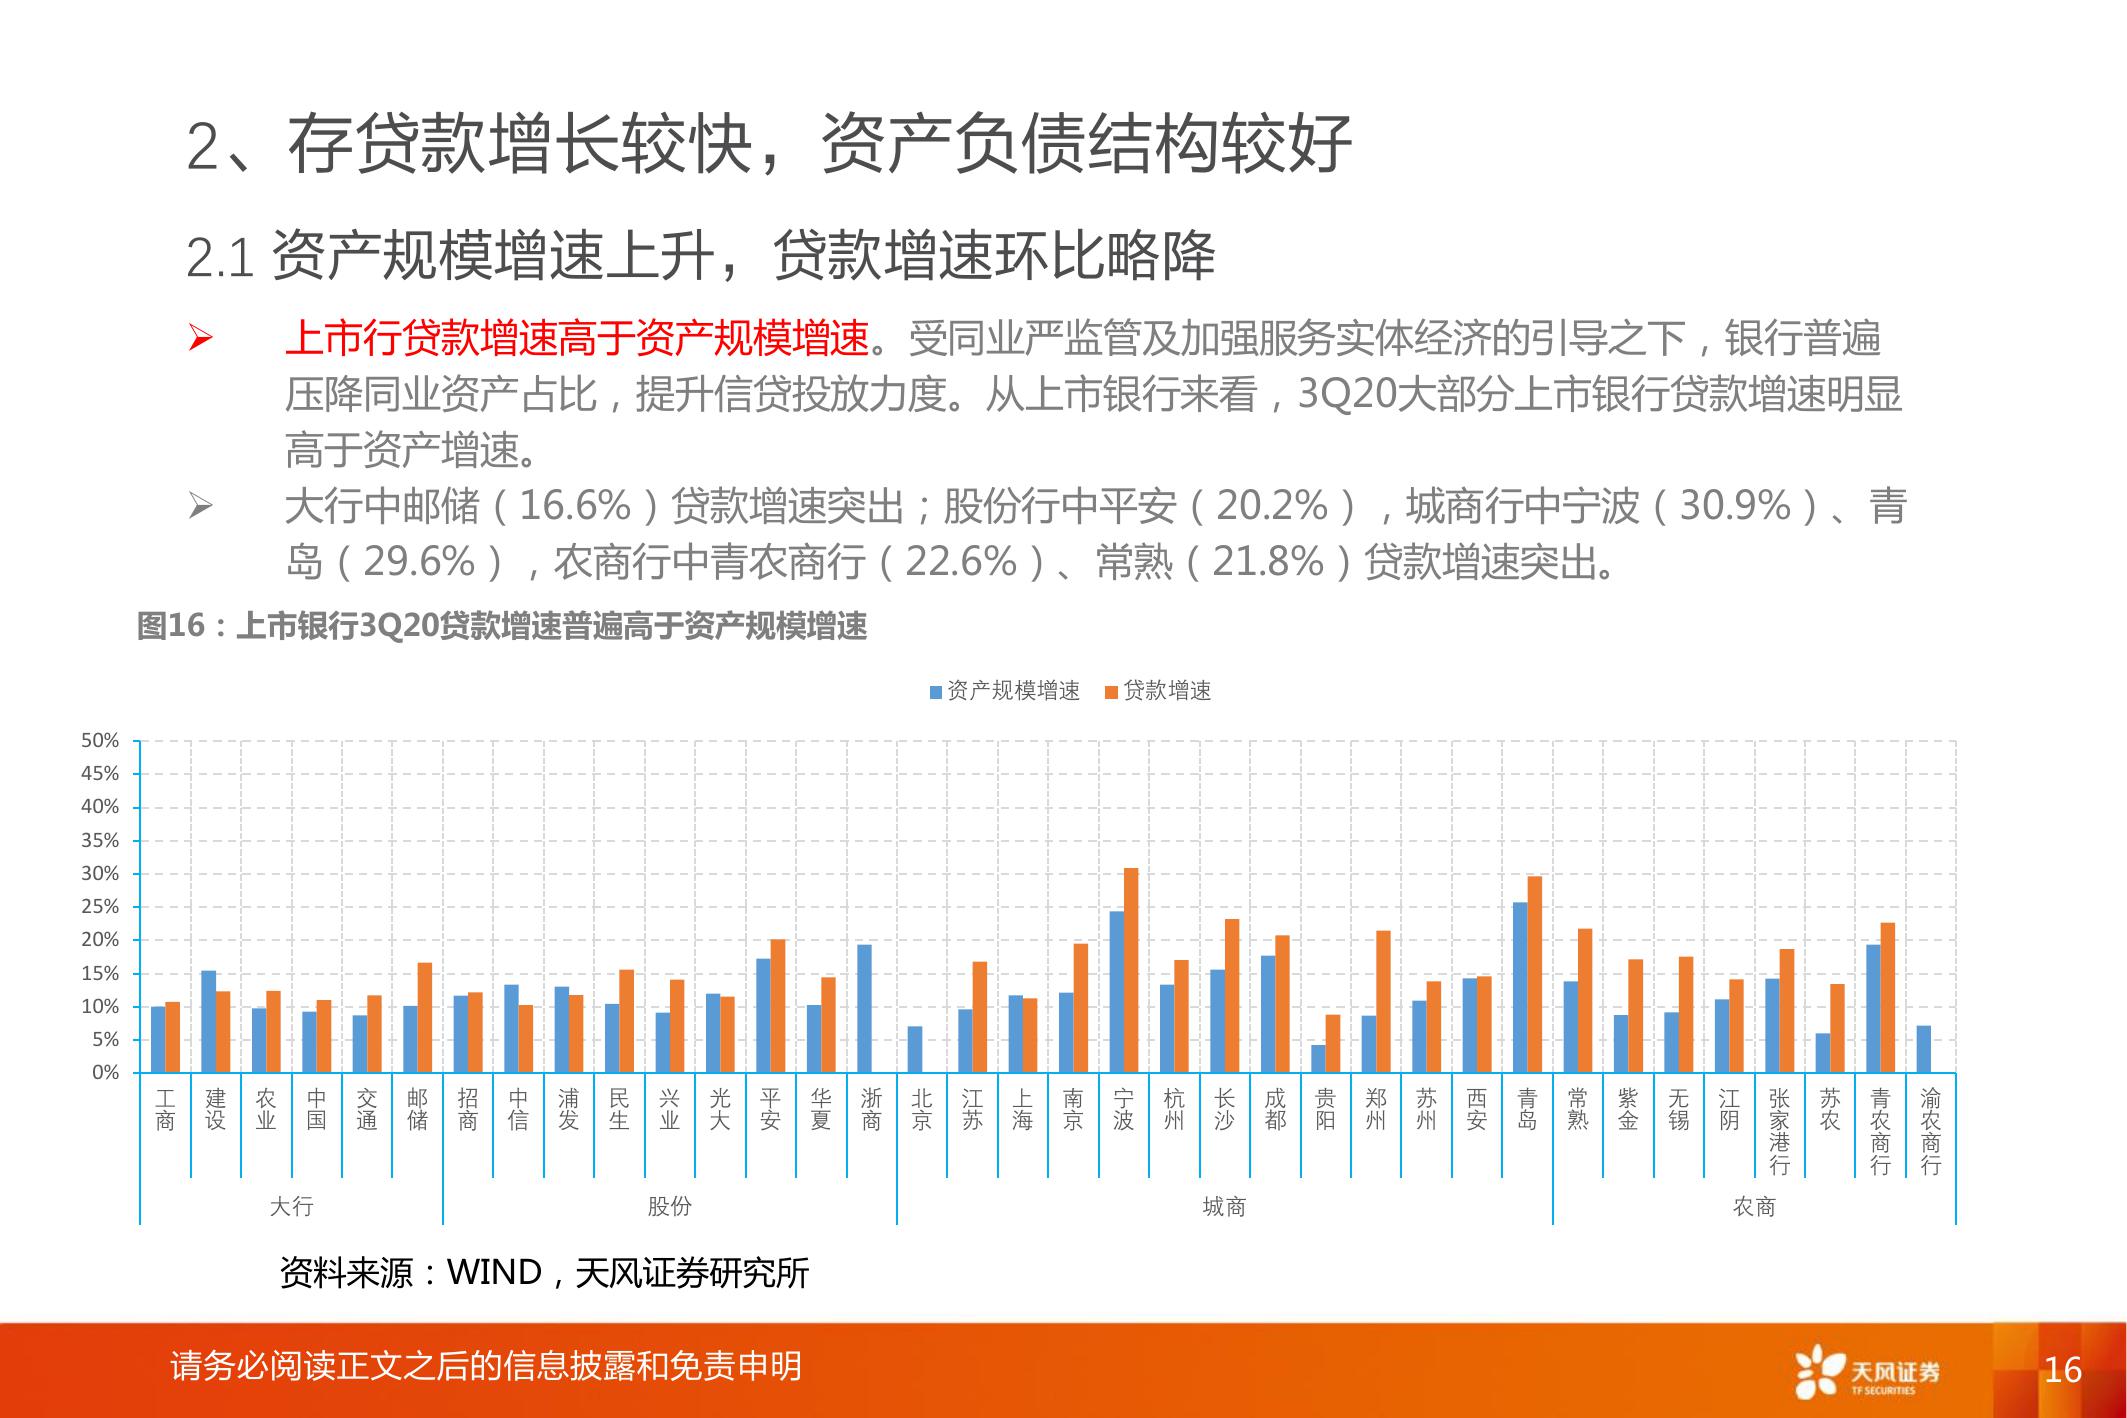 2、存贷款增长较快，资产负债结构较好
2.1 资产规模增速上升，贷款增速环比略降
上市行贷款增速高于资产规模增速。受同业严监管及加强服务实体经济的引导之下，银行普遍
压降同业资产占比，提升信贷投放力度。从上市银行来看，3Q20大部分上市银行贷款增速明显
高于资产增速。
大行中邮储（16.6%）贷款增速突出；股份行中平安（20.2%），城商行中宁波（30.9%）、青
岛（29.6%），农商行中青农商行（22.6%）、常熟（21.8%）贷款增速突出。
图16：上市银行3Q20贷款增速普遍高于资产规模增速
资产规模增速 贷款增速
50%
45%
40%
35%
30%
25%
20%
15%
10%
5%
0%
工商 建设 农业 中国 交通 邮储 招商 中信 浦发 民生 兴业 光大 平安 华夏 浙商 北京 江苏 上海 南京 宁波 杭州 长沙 成都 贵阳 郑州 苏州 西安 青岛 常熟 紫金 无锡 江阴 张家港行 苏农 青农商行 渝农商行
大行 股份 城商 农商
资料来源：WIND，天风证券研究所
请务必阅读正文之后的信息披露和免责申明
天风证券
TF SECURITIES
16